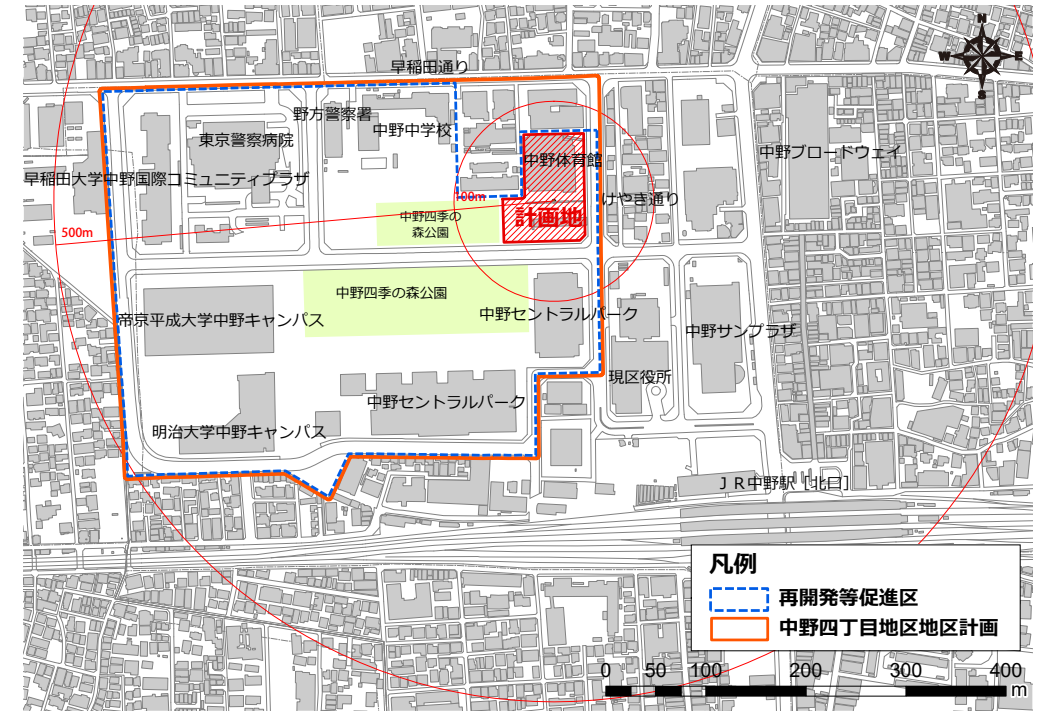 早稲田通り
N
W
E
S
野方警察署
中野中学校
東京警察病院
中野体育館
中野ブロードウェイ
早稲田大学中野国際コミュニティプラザ
100m
けやき通り
中野四季の
森公園
計画地
500m
中野四季の森公園
帝京平成大学中野キャンパス
中野セントラルパーク
中野サンプラザ
現区役所
中野セントラルパーク
明治大学中野キャンパス
JR中野駅［北口］
凡例
再開発等促進区
中野四丁目地区地区計画
0 50 100 200 300 400
m